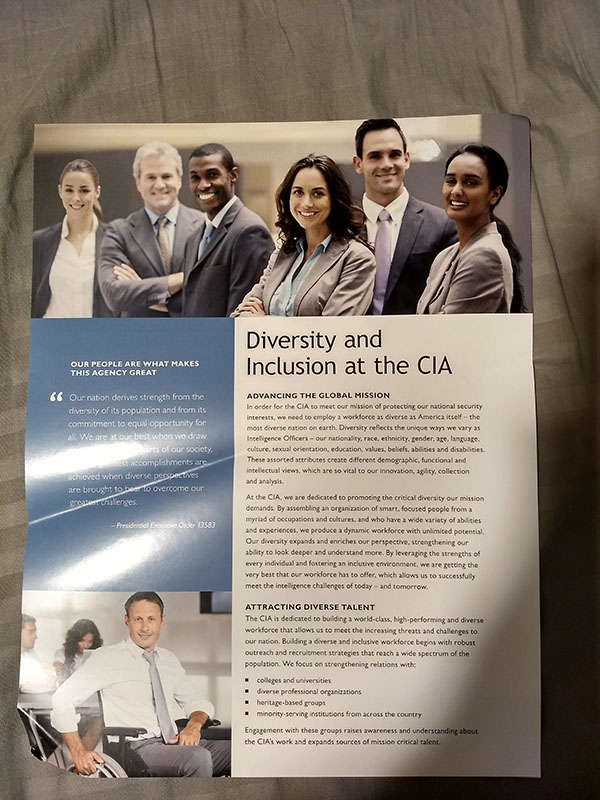 OUR PEOPLE ARE WHAT MAKES
THIS AGENCY GREAT
“ Our nation derives strength from the
diversity of its population and from its
commitment to equal opportunity for
all. We are at our best when we draw
of our society.
accomplishments are
achieved when diverse perspectives
are brought to bear to overcome our
greatest challenges.
– Presidential Executive Order 13583
Diversity and
Inclusion at the CIA
ADVANCING THE GLOBAL MISSION
In order for the CIA to meet our mission of protecting our national security
interests, we need to employ a workforce as diverse as America itself – the
most diverse nation on earth. Diversity reflects the unique ways we vary as
Intelligence Officers – our nationality, race, ethnicity, gender, age, language,
culture, sexual orientation, education, values, beliefs, abilities and disabilities.
These assorted attributes create different demographic, functional and
intellectual views, which are so vital to our innovation, agility, collection
and analysis.
At the CIA, we are dedicated to promoting the critical diversity our mission
demands. By assembling an organization of smart, focused people from a
myriad of occupations and cultures, and who have a wide variety of abilities
and experiences, we produce a dynamic workforce with unlimited potential.
Our diversity expands and enriches our perspective, strengthening our
ability to look deeper and understand more. By leveraging the strengths of
every individual and fostering an inclusive environment, we are getting the
very best that our workforce has to offer, which allows us to successfully
meet the intelligence challenges of today – and tomorrow.
ATTRACTING DIVERSE TALENT
The CIA is dedicated to building a world-class, high-performing and diverse
workforce that allows us to meet the increasing threats and challenges to
our nation. Building a diverse and inclusive workforce begins with robust
outreach and recruitment strategies that reach a wide spectrum of the
population. We focus on strengthening relations with:
■ colleges and universities
■ diverse professional organizations
■ heritage-based groups
■ minority-serving institutions from across the country
Engagement with these groups raises awareness and understanding about
the CIA's work and expands sources of mission critical talent.